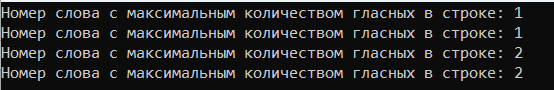 Номер слова с максимальным количеством гласных в строке: 1
Номер слова с максимальным количеством гласных в строке: 1
Номер слова с максимальным количеством гласных в строке: 2
Номер слова с максимальным количеством гласных в строке: 2